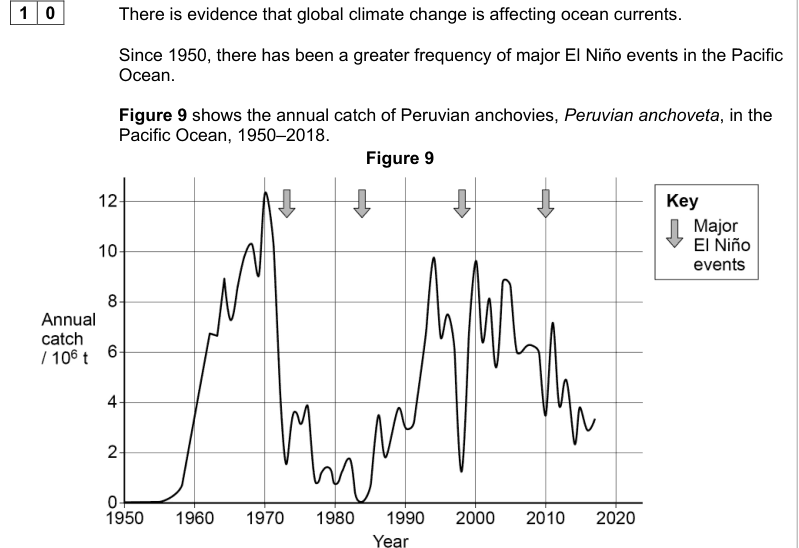 1 0
There is evidence that global climate change is affecting ocean currents.
Since 1950, there has been a greater frequency of major El Niño events in the Pacific
Ocean.
Figure 9 shows the annual catch of Peruvian anchovies, Peruvian anchoveta, in the
Pacific Ocean, 1950–2018.
Figure 9
12
10
8
6
4
2
0
Annual
catch
/ 10⁶ t
1950 1960 1970 1980 1990 2000 2010 2020
Year
Key
Major
El Niño
events